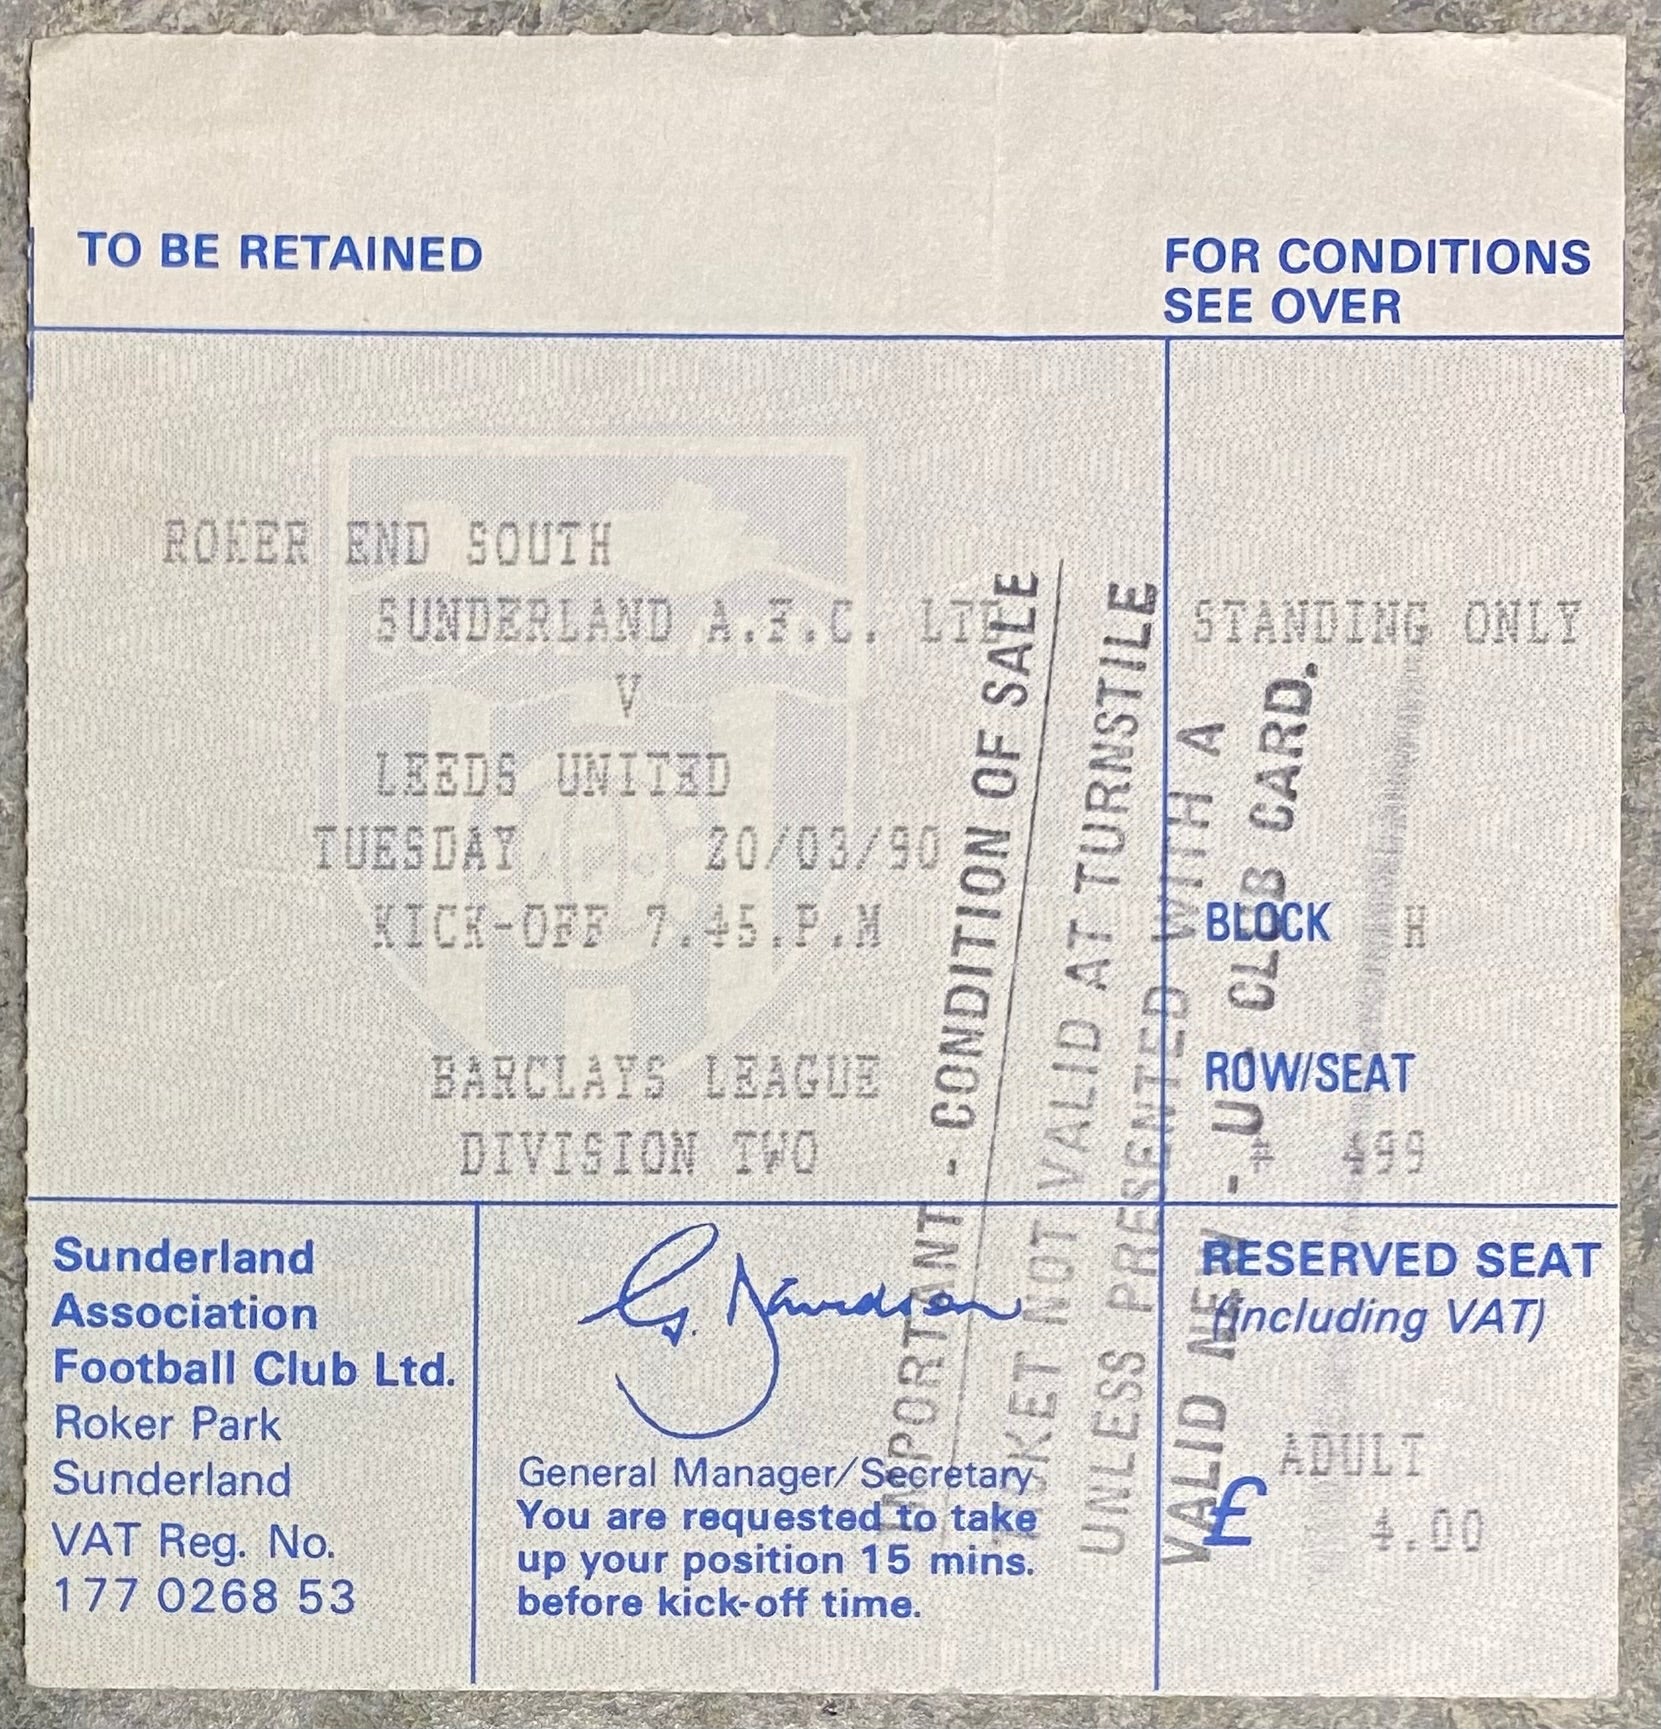 TO BE RETAINED
FOR CONDITIONS
SEE OVER
ROKER END SOUTH
SUNDERLAND A.F.C. LTD
V
LEEDS UNITED
TUESDAY 20/03/90
KICK-OFF 7.45.P.M
BARCLAYS LEAGUE
DIVISION TWO
STANDING ONLY
BLOCK H
ROW/SEAT
499
IMPORTANT - CONDITION OF SALE
TICKET NOT VALID AT TURNSTILE
UNLESS PRESENTED WITH A
VALID NEW - U - CLUB CARD.
Sunderland
Association
Football Club Ltd.
Roker Park
Sunderland
VAT Reg. No.
177 0268 53
G. Davidson
General Manager/Secretary
You are requested to take
up your position 15 mins.
before kick-off time.
RESERVED SEAT
(including VAT)
ADULT
£ 4.00